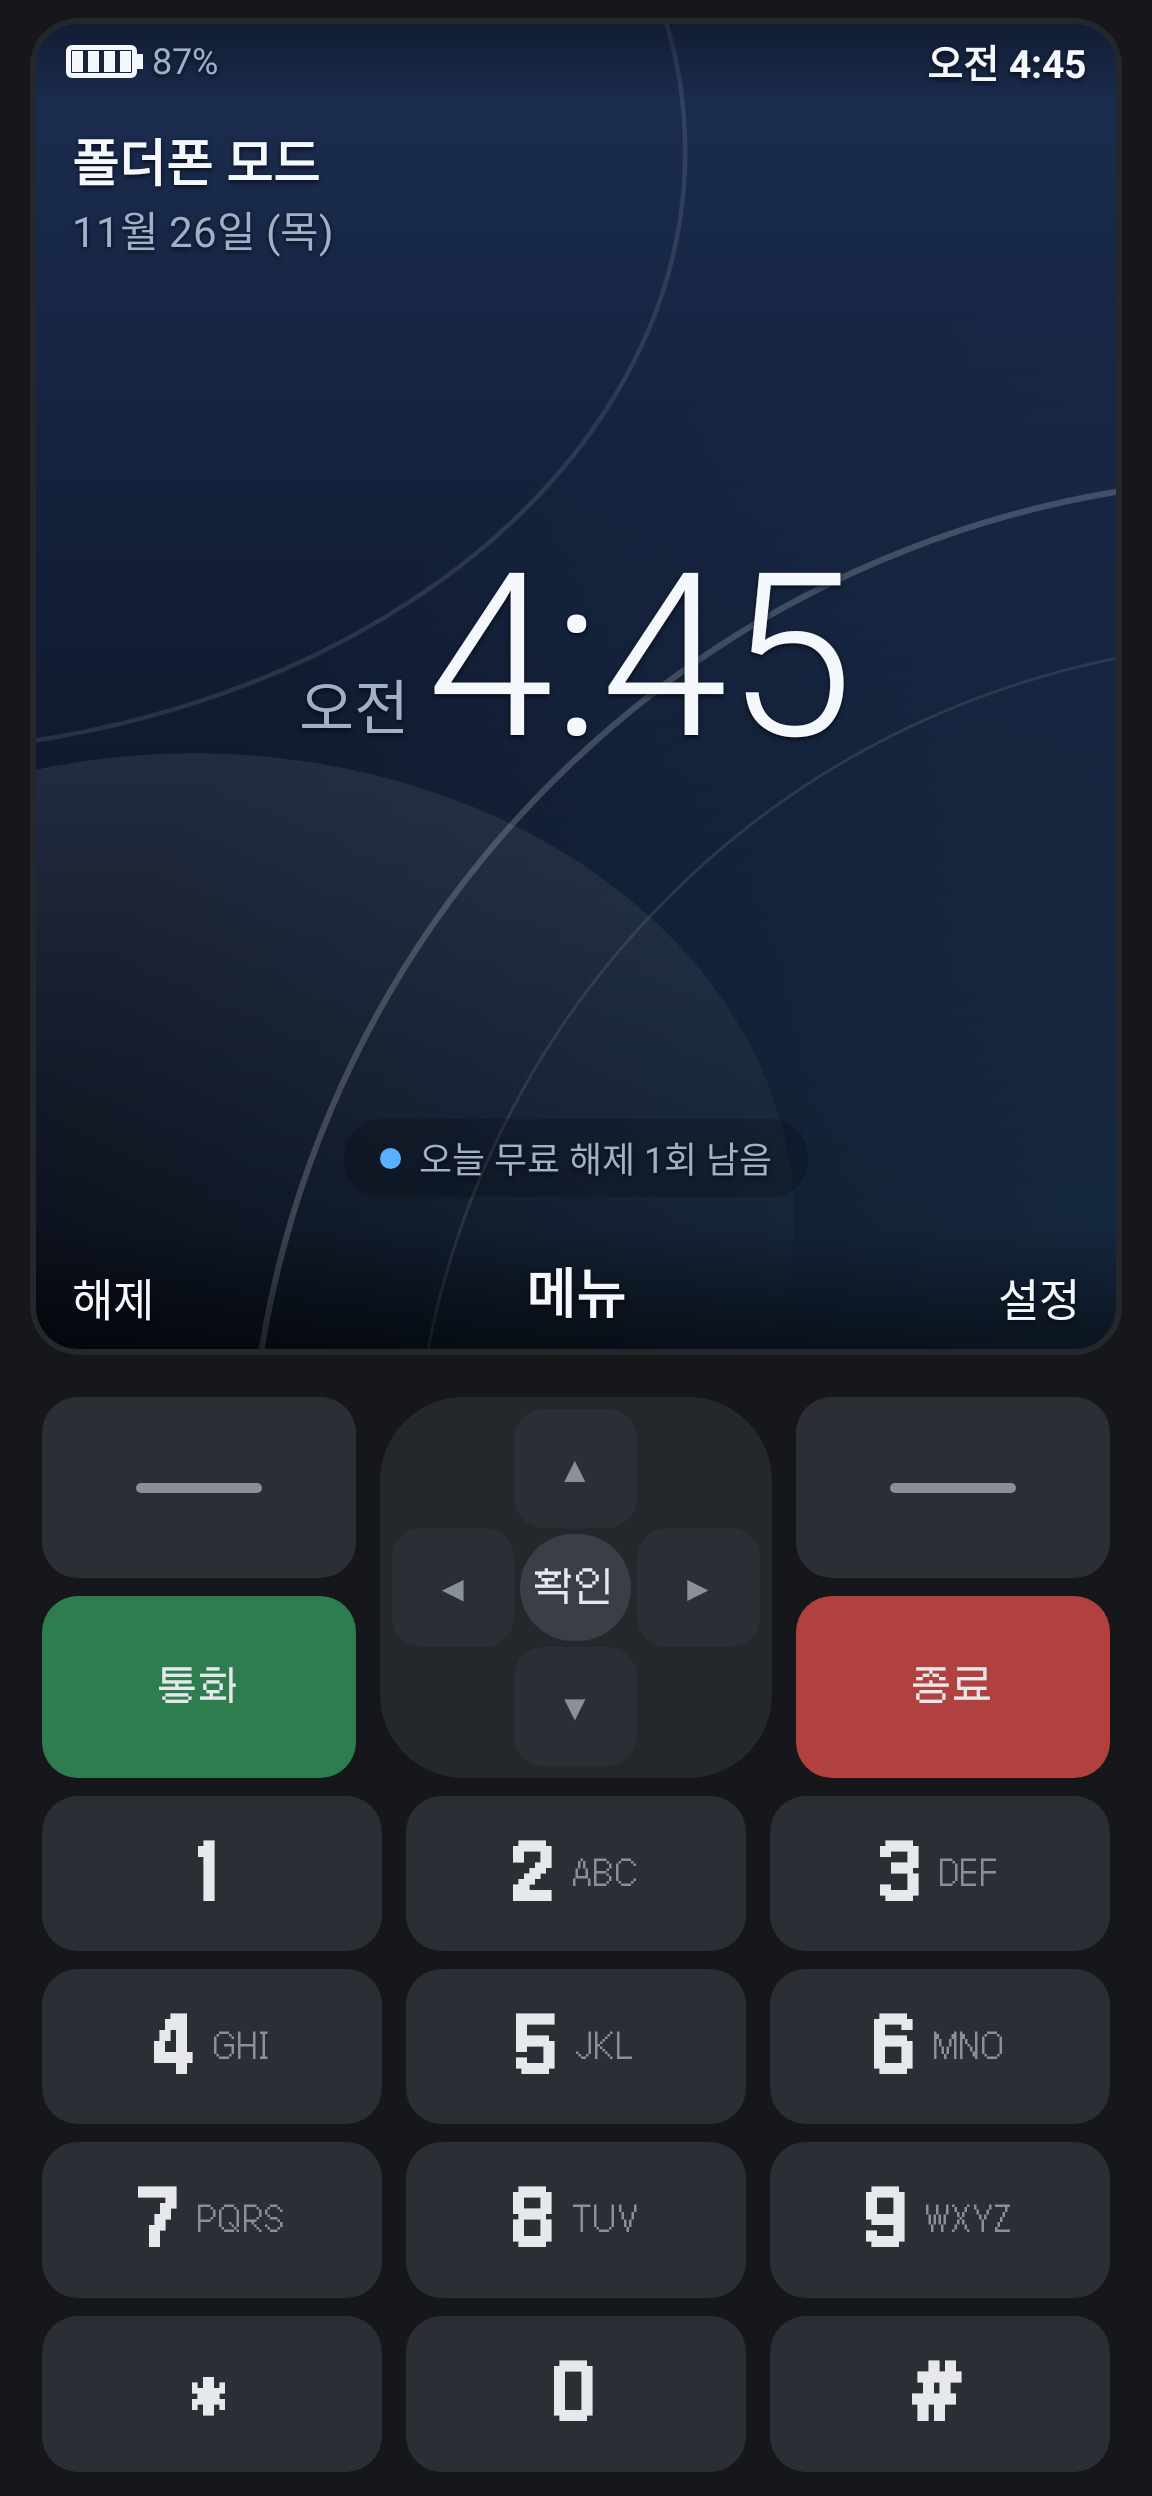 87%
오전 4:45
폴더폰 모드
11월 26일 (목)
오전 4:45
오늘 무료 해제 1회 남음
해제 메뉴 설정
▲
◀ 확인 ▶
통화 종료
▼
1 2 ABC 3 DEF
4 GHI 5 JKL 6 MNO
7 PQRS 8 TUV 9 WXYZ
* 0 #